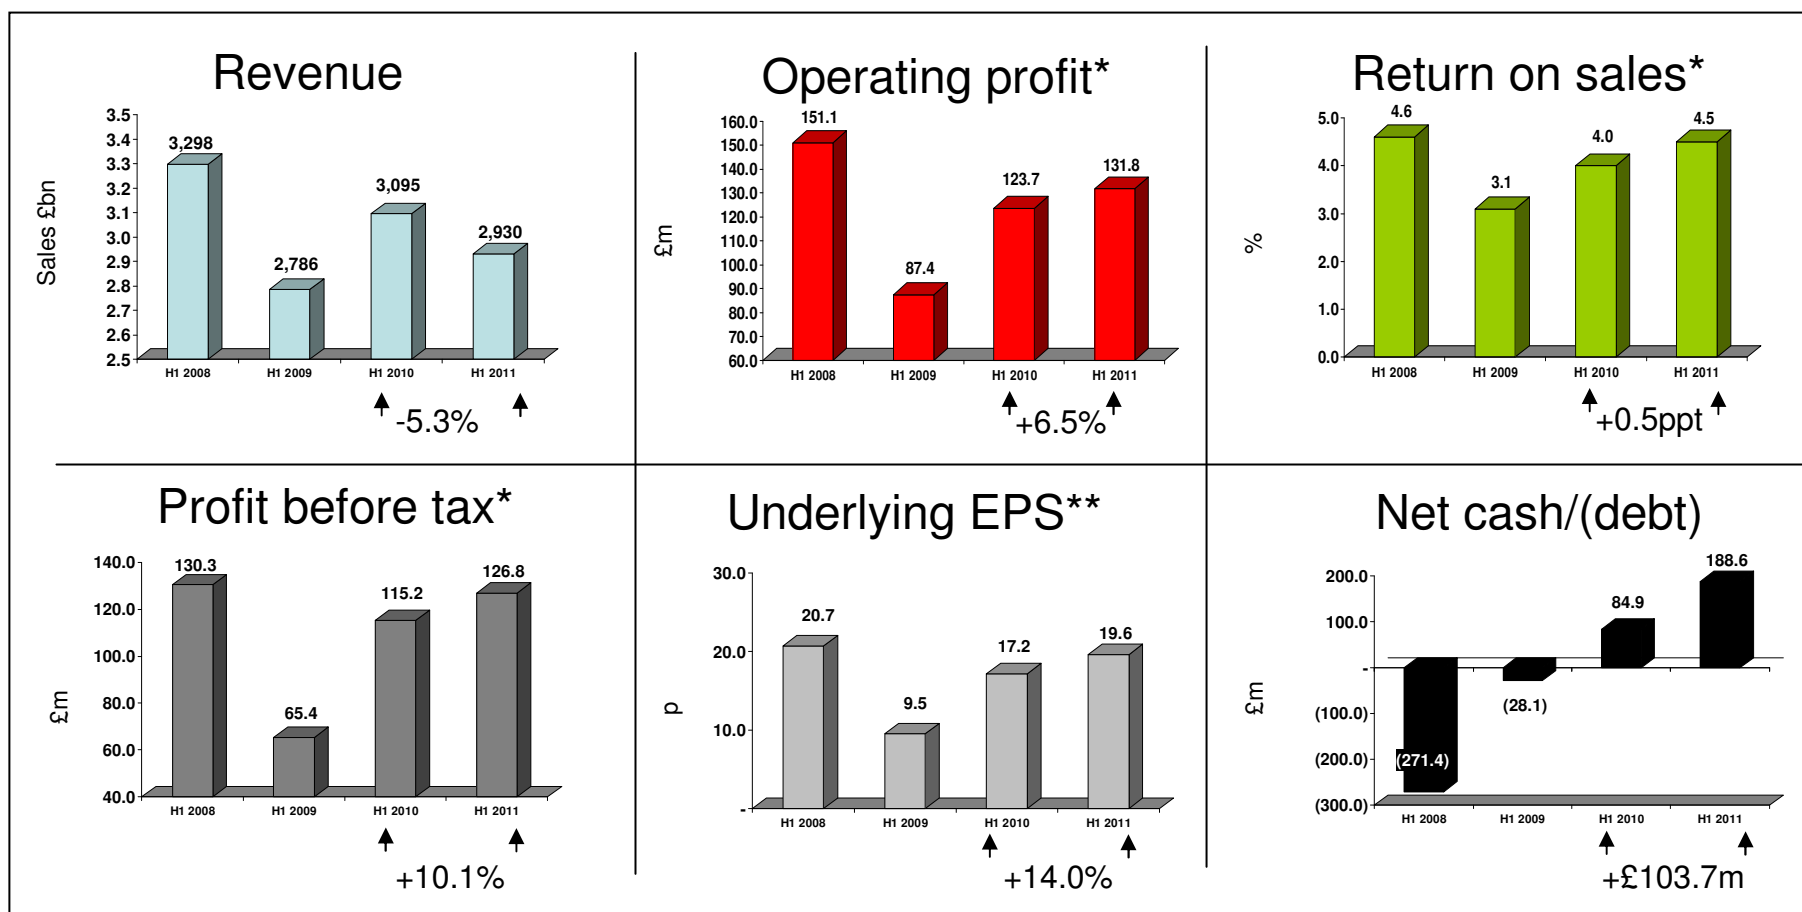 Revenue
Sales £bn
3.5
3.4
3.3
3.2
3.1
3.0
2.9
2.8
2.7
2.6
2.5
3,298
2,786
3,095
2,930
H1 2008
H1 2009
H1 2010
H1 2011
-5.3%
Operating profit*
£m
160.0
150.0
140.0
130.0
120.0
110.0
100.0
90.0
80.0
70.0
60.0
151.1
87.4
123.7
131.8
H1 2008
H1 2009
H1 2010
H1 2011
+6.5%
Return on sales*
%
5.0
4.0
3.0
2.0
1.0
0.0
4.6
3.1
4.0
4.5
H1 2008
H1 2009
H1 2010
H1 2011
+0.5ppt
Profit before tax*
£m
140.0
120.0
100.0
80.0
60.0
40.0
130.3
65.4
115.2
126.8
H1 2008
H1 2009
H1 2010
H1 2011
+10.1%
Underlying EPS**
p
30.0
20.0
10.0
-
20.7
9.5
17.2
19.6
H1 2008
H1 2009
H1 2010
H1 2011
+14.0%
Net cash/(debt)
£m
200.0
100.0
-
(100.0)
(200.0)
(300.0)
(271.4)
(28.1)
84.9
188.6
H1 2008
H1 2009
H1 2010
H1 2011
+£103.7m